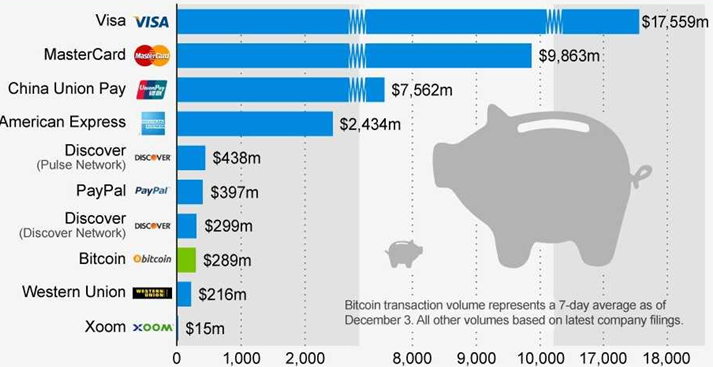 Visa VISA $17,559m
MasterCard MasterCard $9,863m
China Union Pay UnionPay 银联 $7,562m
American Express $2,434m
Discover
(Pulse Network) DISCOVER $438m
PayPal PayPal $397m
Discover
(Discover Network) DISCOVER $299m
Bitcoin bitcoin $289m
Western Union WESTERN UNION $216m
Xoom XOOM $15m
Bitcoin transaction volume represents a 7-day average as of
December 3. All other volumes based on latest company filings.
0 1,000 2,000 8,000 9,000 10,000 17,000 18,000